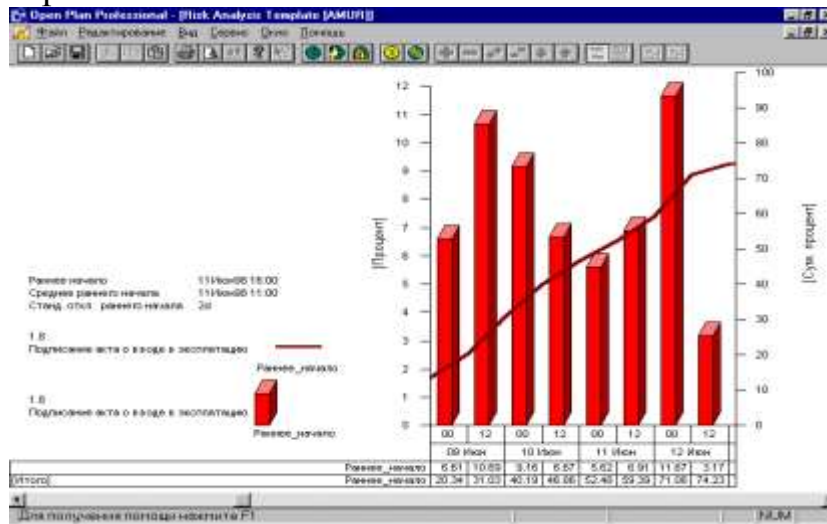 Open Plan Professional - [Risk Analysis Template [AMUR]]
Файл Редактирование Вид Сервис Окно Помощь
12
11
10
9
8
7
6
5
4
3
2
1
0
|Процент|
100
90
80
70
60
50
40
30
20
10
0
|Сум. процент|
Раннее начало 11Июн98 16:00
Среднее раннего начала 11Июн98 11:00
Станд. откл. раннего начала 2d
1.8
Подписание акта о вводе в эксплатацию
Раннее_начало
1.8
Подписание акта о вводе в эксплатацию
Раннее_начало
00 12 00 12 00 12 00 12
09 Июн 10 Июн 11 Июн 12 Июн
Раннее_начало 6.61 10.69 9.16 6.67 5.62 6.91 11.67 3.17
[Итого] Раннее_начало 20.34 31.03 40.19 46.86 52.48 59.39 71.06 74.23
Для получения помощи нажмите F1
NUM